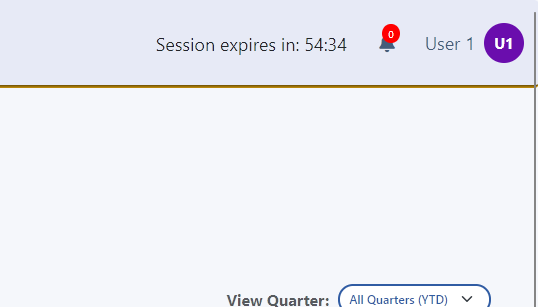 Session expires in: 54:34
0
User 1
U1
View Quarter:
All Quarters (YTD)